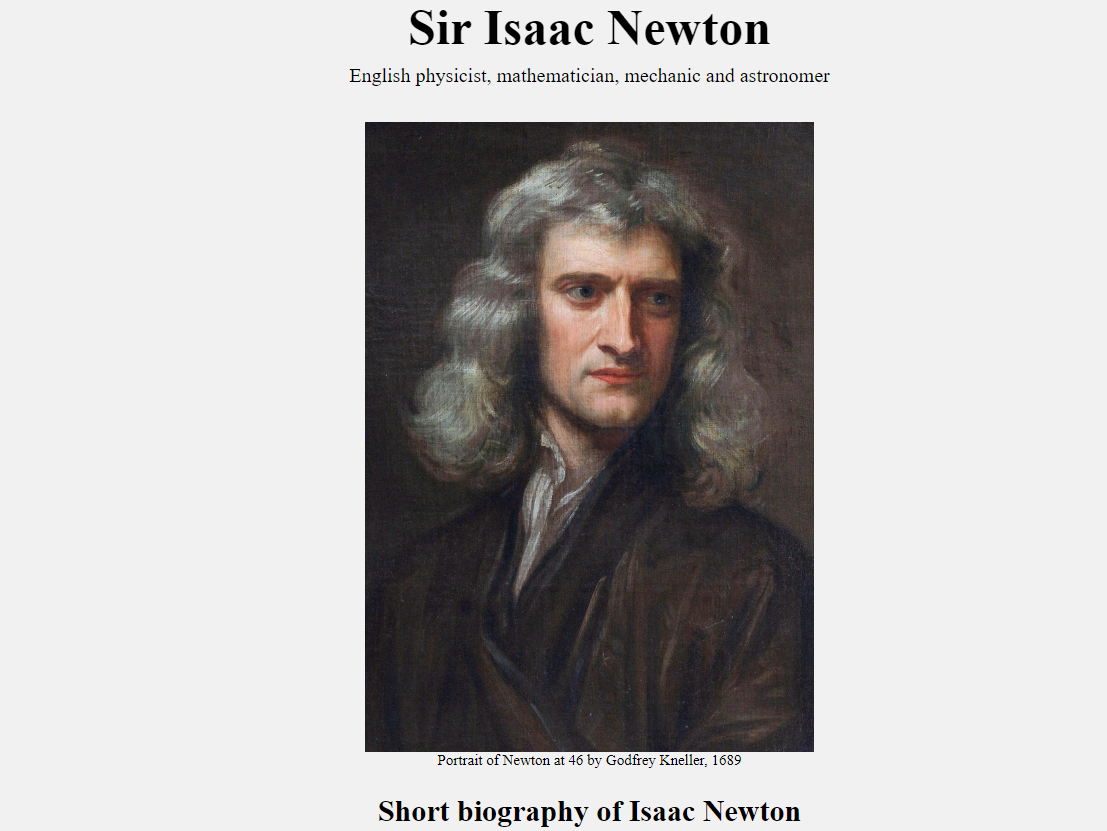 Sir Isaac Newton
English physicist, mathematician, mechanic and astronomer
Portrait of Newton at 46 by Godfrey Kneller, 1689
Short biography of Isaac Newton